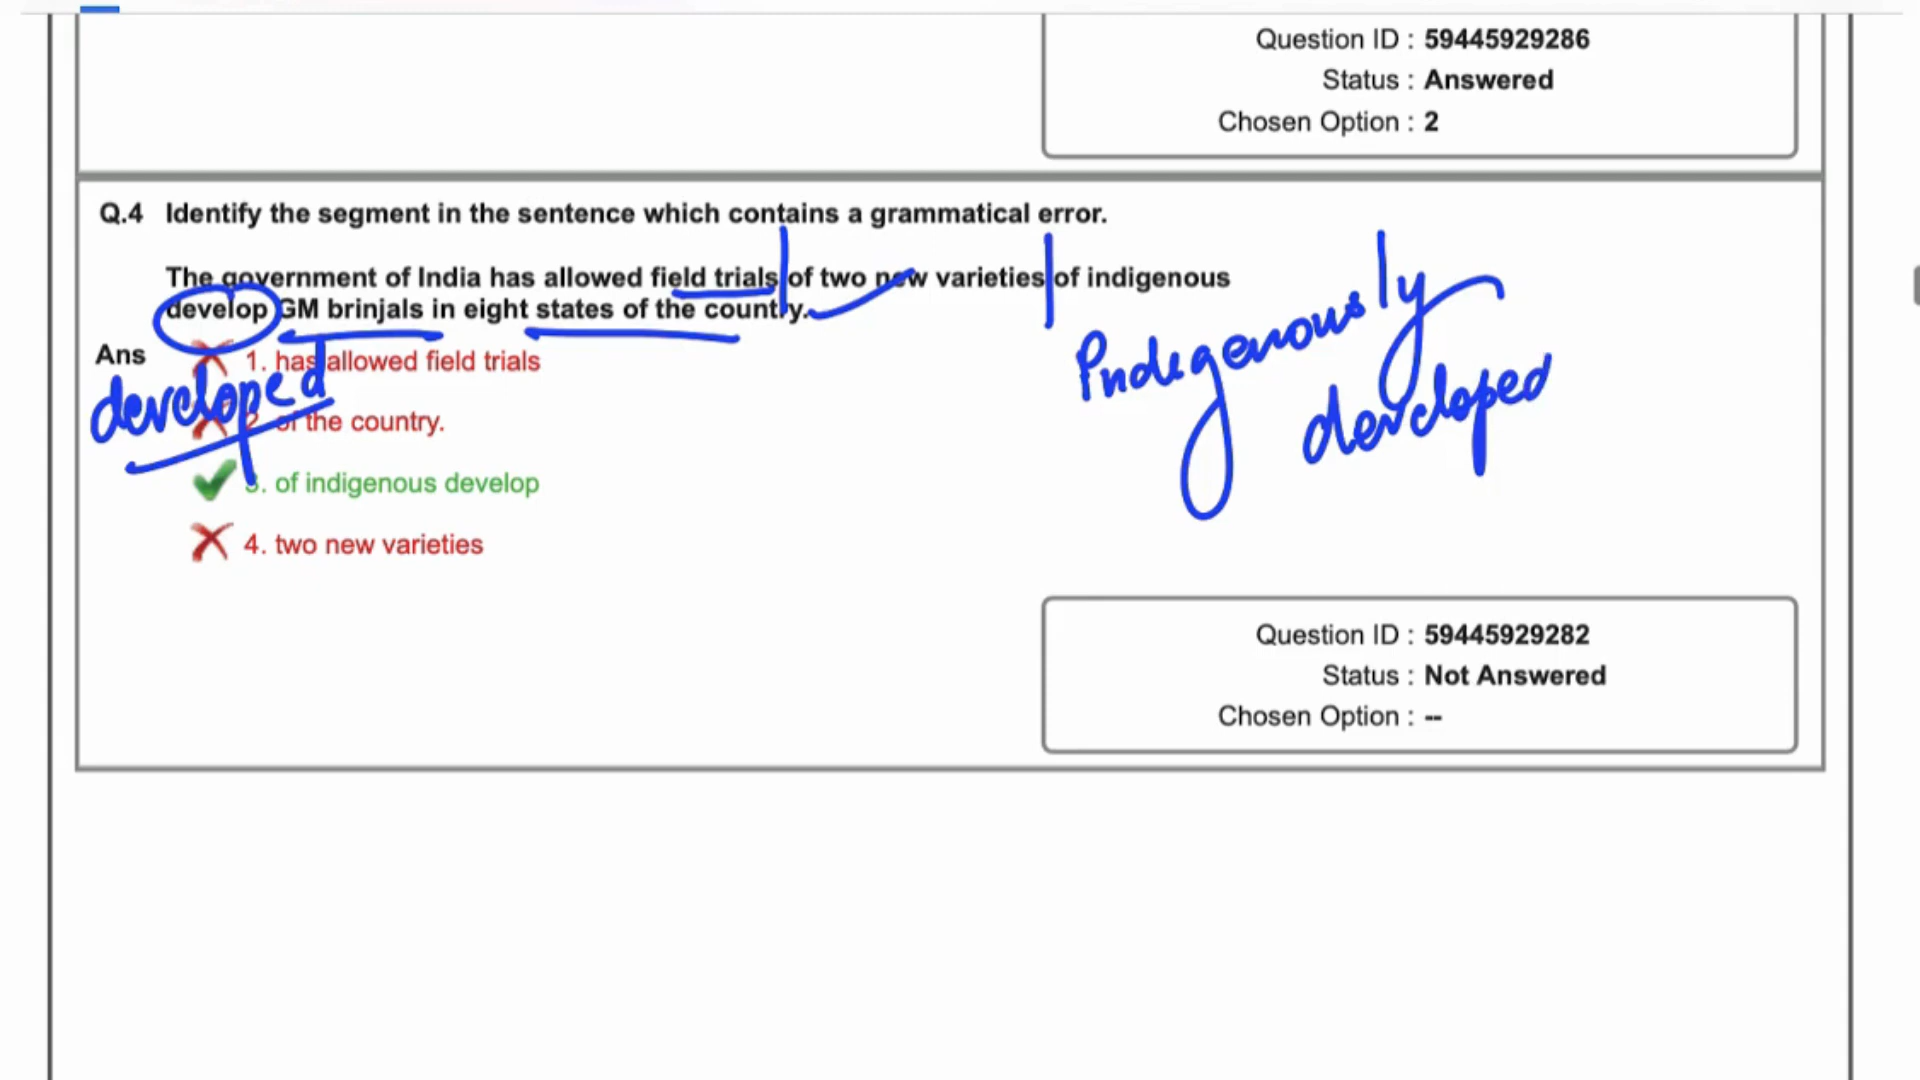 Question ID : 59445929286
Status : Answered
Chosen Option : 2
Q.4 Identify the segment in the sentence which contains a grammatical error.
The government of India has allowed field trials of two new varieties of indigenous
develop GM brinjals in eight states of the country.
Indigenously
developed
Ans 1. has allowed field trials
developed
2. of the country.
3. of indigenous develop
4. two new varieties
Question ID : 59445929282
Status : Not Answered
Chosen Option : --